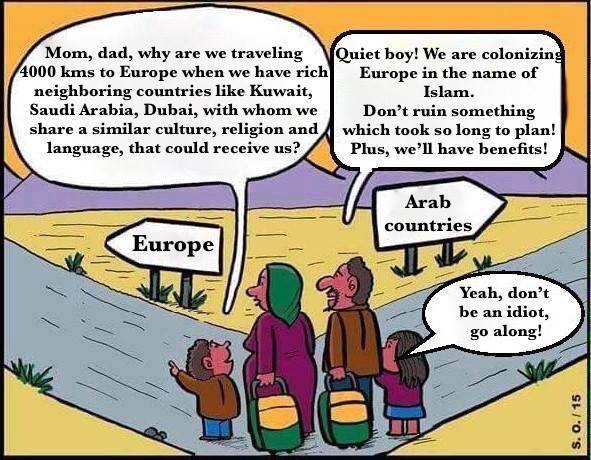 Mom, dad, why are we traveling
4000 kms to Europe when we have rich
neighboring countries like Kuwait,
Saudi Arabia, Dubai, with whom we
share a similar culture, religion and
language, that could receive us?
Quiet boy! We are colonizing
Europe in the name of
Islam.
Don't ruin something
which took so long to plan!
Plus, we'll have benefits!
Europe
Arab
countries
Yeah, don't
be an idiot,
go along!
S. O. / 15